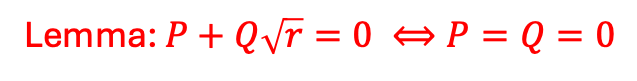 Lemma: P + Q√r = 0 ⟺ P = Q = 0